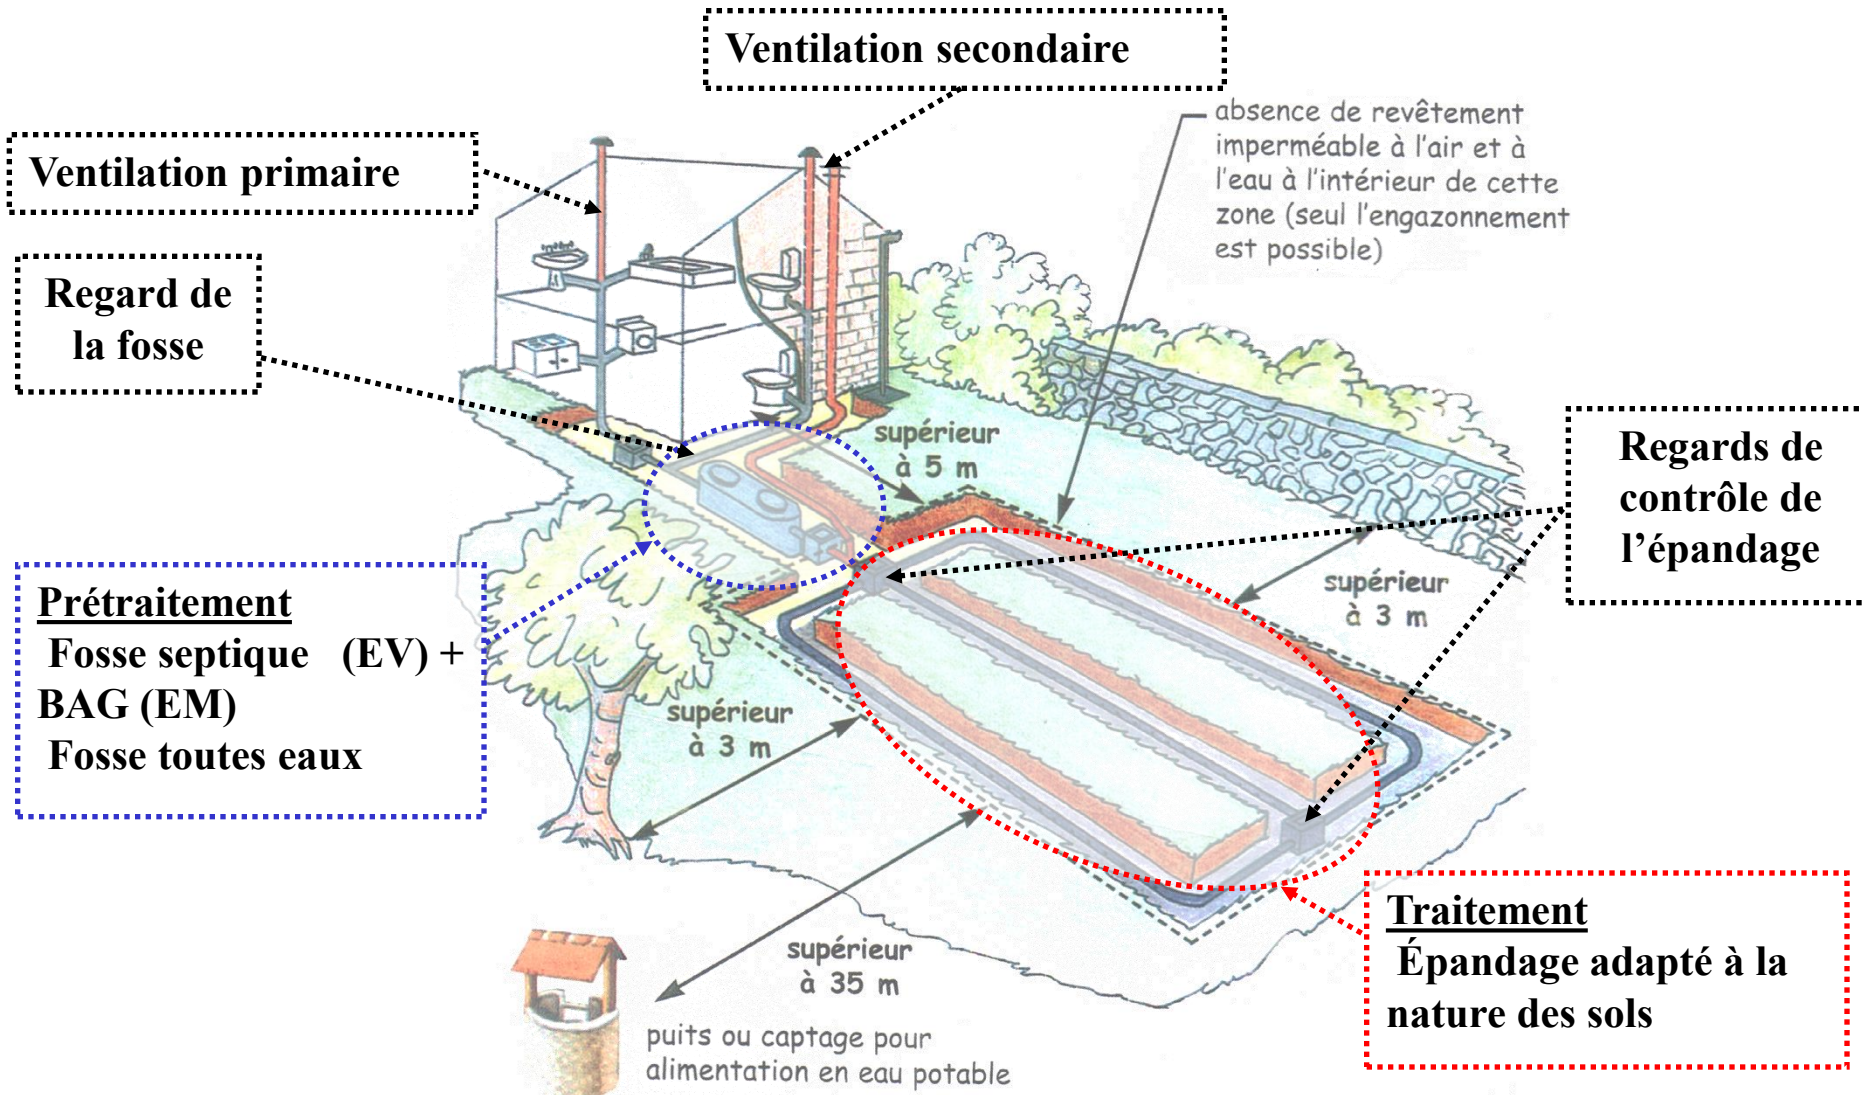 Ventilation secondaire
absence de revêtement
imperméable à l'air et à
l'eau à l'intérieur de cette
zone (seul l'engazonnement
est possible)
Ventilation primaire
Regard de
la fosse
supérieur
à 5 m
Regards de
contrôle de
l’épandage
supérieur
à 3 m
Prétraitement
Fosse septique (EV) +
BAG (EM)
Fosse toutes eaux
supérieur
à 3 m
Traitement
Épandage adapté à la
nature des sols
supérieur
à 35 m
puits ou captage pour
alimentation en eau potable